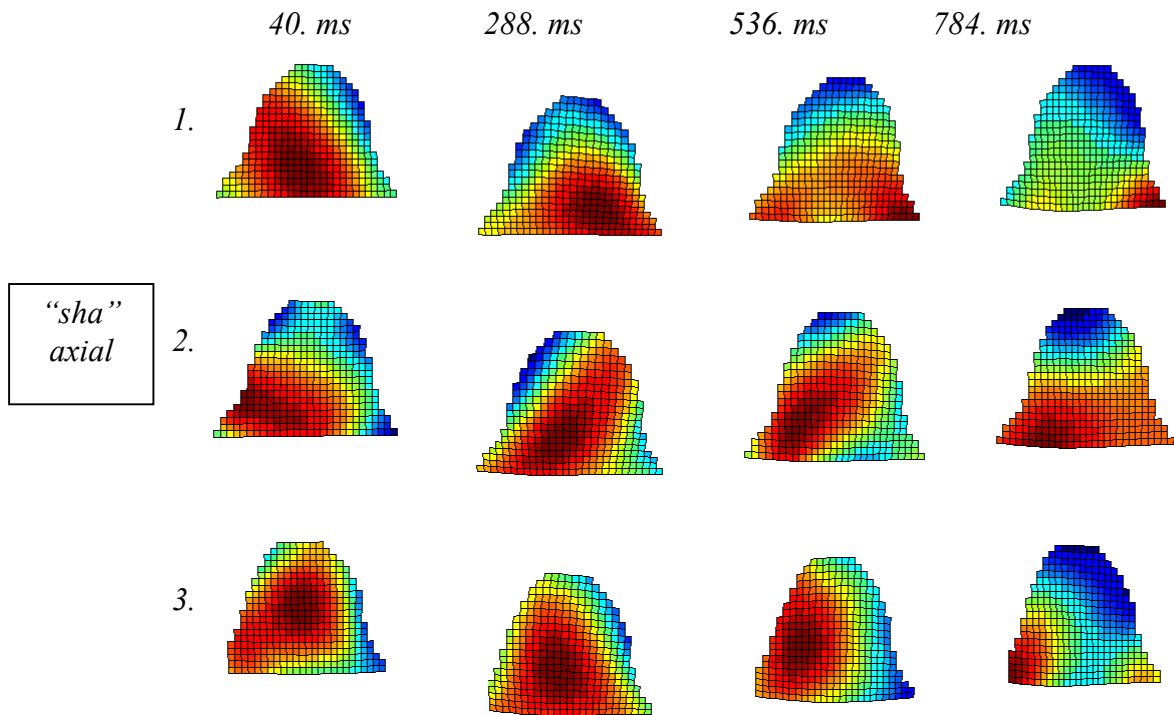 40. ms 288. ms 536. ms 784. ms
1.
“sha”
axial
2.
3.